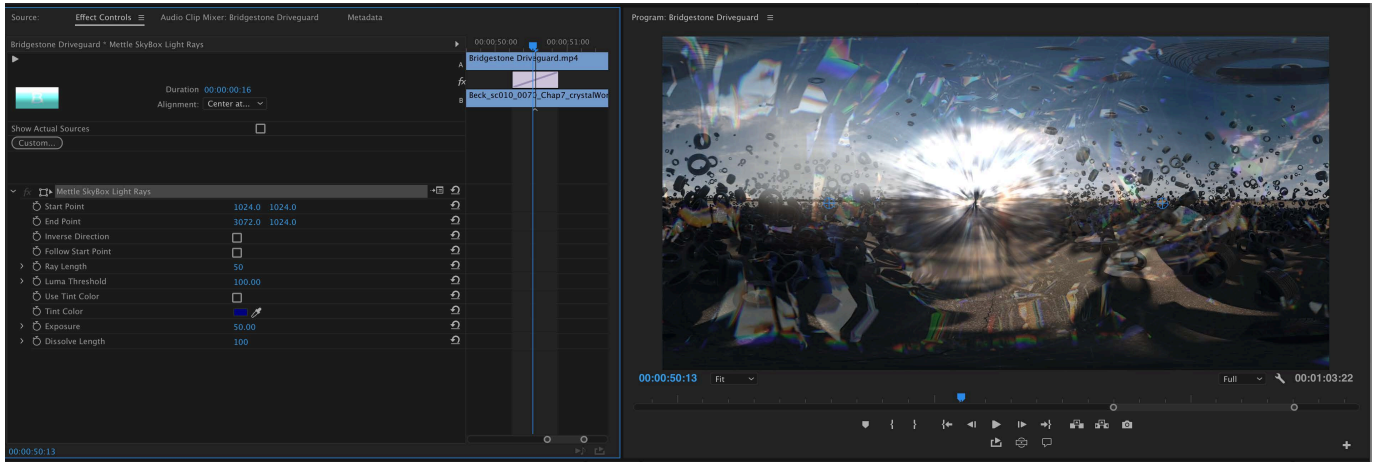 Source: Effect Controls Audio Clip Mixer: Bridgestone Driveguard Metadata
Bridgestone Driveguard * Mettle SkyBox Light Rays
00:00:50:00 00:00:51:00
A Bridgestone Driveguard.mp4
fx
Duration 00:00:00:16
B Beck_sc010_0070_Chap7_crystalWor
Alignment: Center at...
Show Actual Sources
Custom...
fx Mettle SkyBox Light Rays
Start Point 1024.0 1024.0
End Point 3072.0 1024.0
Inverse Direction
Follow Start Point
Ray Length 50
Luma Threshold 100.00
Use Tint Color
Tint Color
Exposure 50.00
Dissolve Length 100
00:00:50:13
Program: Bridgestone Driveguard
00:00:50:13 Fit Full 00:01:03:22